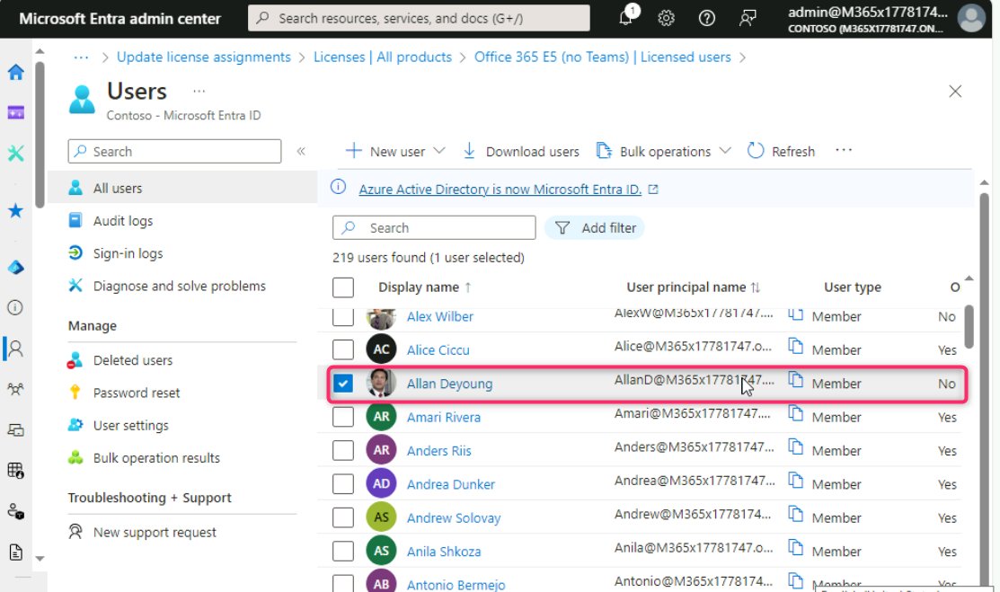 Microsoft Entra admin center
Search resources, services, and docs (G+/)
1
admin@M365x1778174...
CONTOSO (M365X17781747.ON...
... > Update license assignments > Licenses | All products > Office 365 E5 (no Teams) | Licensed users >
Users ...
Contoso - Microsoft Entra ID
Search
«
All users
Audit logs
Sign-in logs
Diagnose and solve problems
Manage
Deleted users
Password reset
User settings
Bulk operation results
Troubleshooting + Support
New support request
New user
Download users
Bulk operations
Refresh
...
Azure Active Directory is now Microsoft Entra ID.
Search
Add filter
219 users found (1 user selected)
Display name ↑ User principal name ↑↓ User type O
Alex Wilber AlexW@M365x17781747.... Member No
AC Alice Ciccu Alice@M365x17781747.o... Member Yes
Allan Deyoung AllanD@M365x17781747.... Member No
AR Amari Rivera Amari@M365x17781747.... Member Yes
AR Anders Riis Anders@M365x17781747... Member Yes
AD Andrea Dunker Andrea@M365x17781747... Member Yes
AS Andrew Solovay Andrew@M365x1778174... Member Yes
AS Anila Shkoza Anila@M365x17781747.o... Member Yes
AB Antonio Bermejo Antonio@M365x17781747... Member Yes